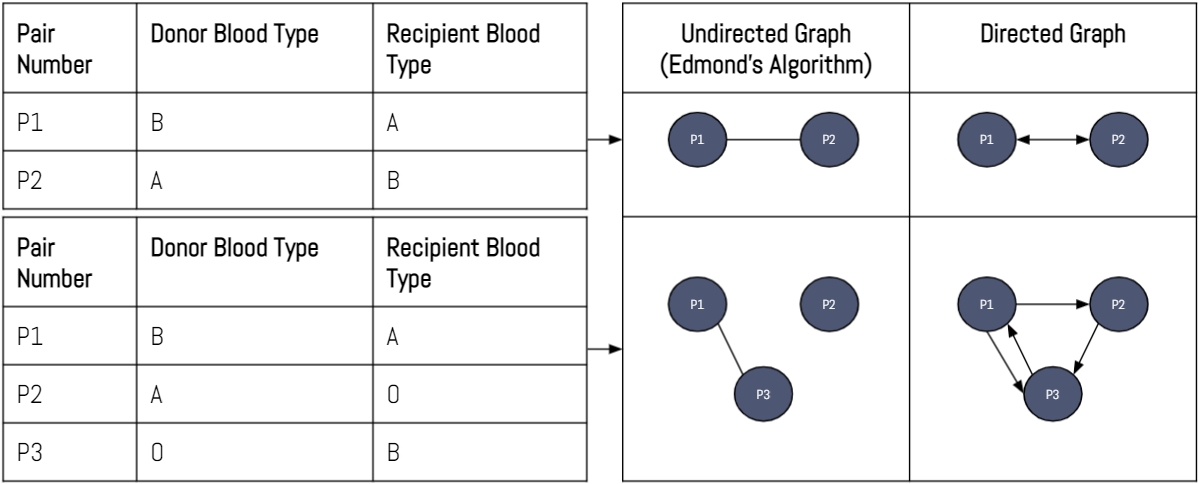 Pair
Number
Donor Blood Type
Recipient Blood
Type
P1
B
A
P2
A
B
Pair
Number
Donor Blood Type
Recipient Blood
Type
P1
B
A
P2
A
O
P3
O
B
Undirected Graph
(Edmond's Algorithm)
Directed Graph
P1
P2
P1
P2
P1
P2
P3
P1
P2
P3